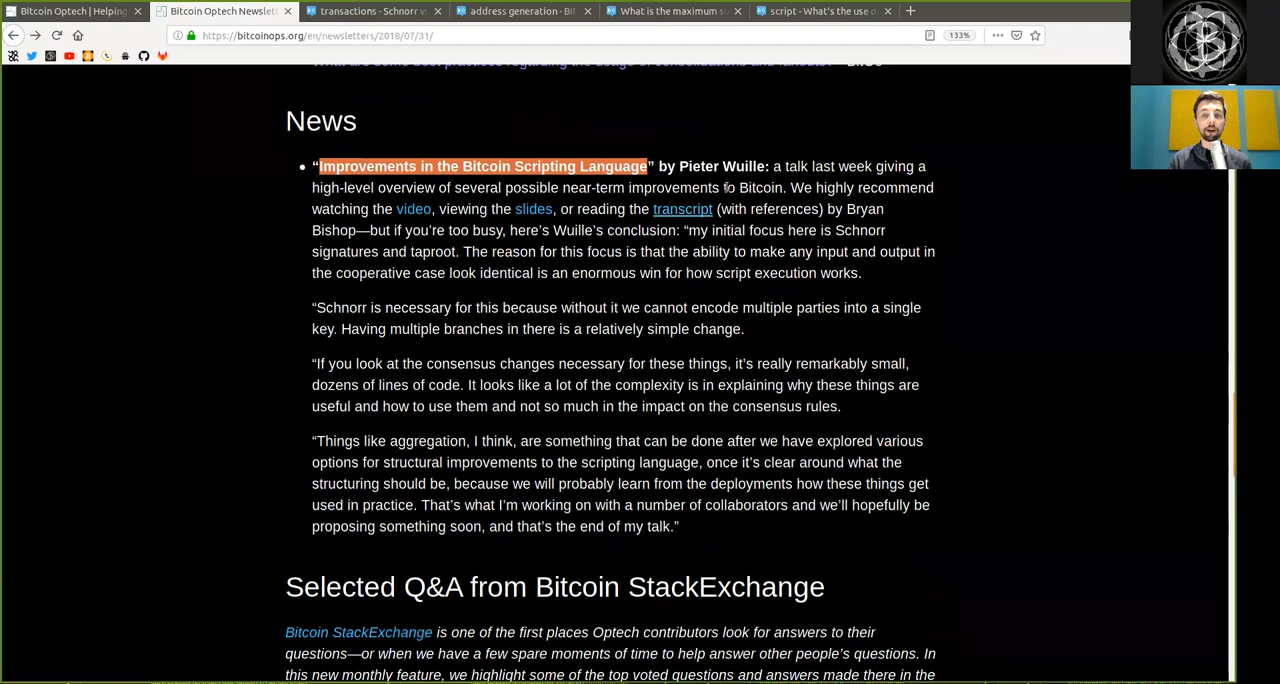 Bitcoin Optech | Helping
Bitcoin Optech Newslett
transactions - Schnorr v
address generation - BI
What is the maximum si
script - What's the use o
https://bitcoinops.org/en/newsletters/2018/07/31/
133%
News
“Improvements in the Bitcoin Scripting Language” by Pieter Wuille: a talk last week giving a
high-level overview of several possible near-term improvements to Bitcoin. We highly recommend
watching the video, viewing the slides, or reading the transcript (with references) by Bryan
Bishop—but if you’re too busy, here’s Wuille’s conclusion: “my initial focus here is Schnorr
signatures and taproot. The reason for this focus is that the ability to make any input and output in
the cooperative case look identical is an enormous win for how script execution works.
“Schnorr is necessary for this because without it we cannot encode multiple parties into a single
key. Having multiple branches in there is a relatively simple change.
“If you look at the consensus changes necessary for these things, it’s really remarkably small,
dozens of lines of code. It looks like a lot of the complexity is in explaining why these things are
useful and how to use them and not so much in the impact on the consensus rules.
“Things like aggregation, I think, are something that can be done after we have explored various
options for structural improvements to the scripting language, once it’s clear around what the
structuring should be, because we will probably learn from the deployments how these things get
used in practice. That’s what I’m working on with a number of collaborators and we’ll hopefully be
proposing something soon, and that’s the end of my talk.”
Selected Q&A from Bitcoin StackExchange
Bitcoin StackExchange is one of the first places Optech contributors look for answers to their
questions—or when we have a few spare moments of time to help answer other people’s questions. In
this new monthly feature, we highlight some of the top voted questions and answers made there in the